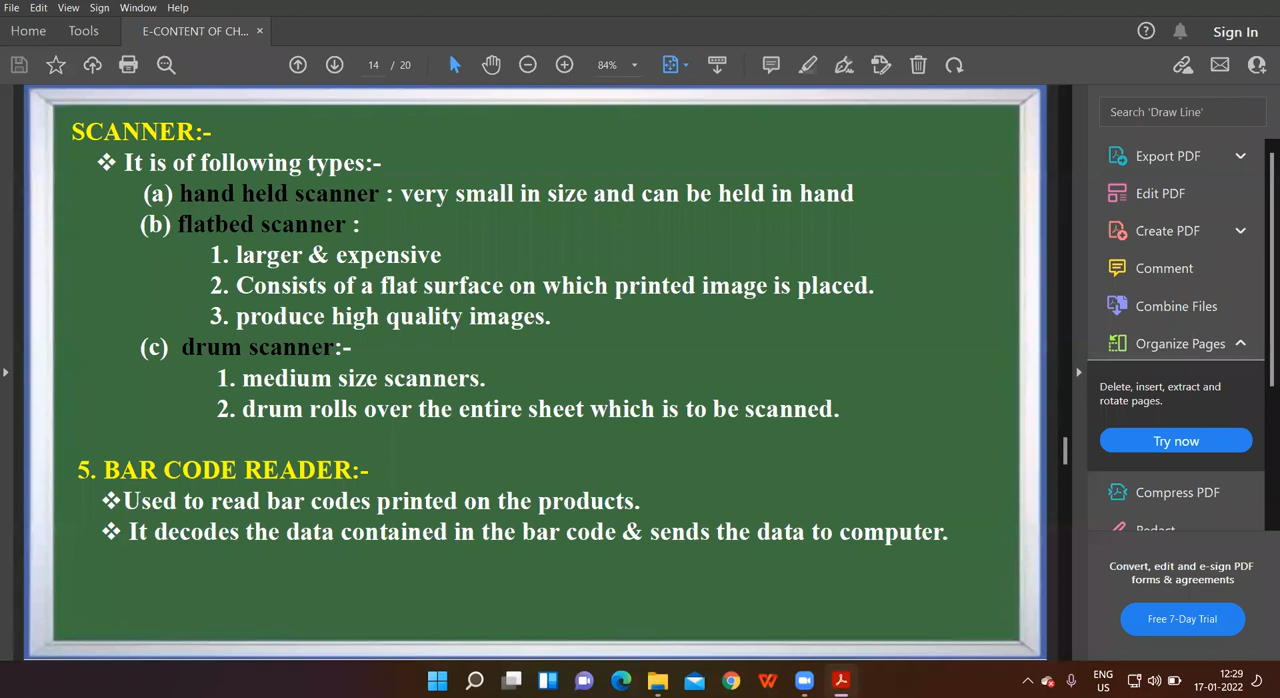 File Edit View Sign Window Help
Home Tools E-CONTENT OF CH... × Sign In
14 / 20 84%
SCANNER:-
❖ It is of following types:-
(a) hand held scanner : very small in size and can be held in hand
(b) flatbed scanner :
1. larger & expensive
2. Consists of a flat surface on which printed image is placed.
3. produce high quality images.
(c) drum scanner:-
1. medium size scanners.
2. drum rolls over the entire sheet which is to be scanned.
5. BAR CODE READER:-
❖Used to read bar codes printed on the products.
❖ It decodes the data contained in the bar code & sends the data to computer.
Search 'Draw Line'
Export PDF
Edit PDF
Create PDF
Comment
Combine Files
Organize Pages
Delete, insert, extract and
rotate pages.
Try now
Compress PDF
Redact
Convert, edit and e-sign PDF
forms & agreements
Free 7-Day Trial
ENG
US
12:29
17-01-2022